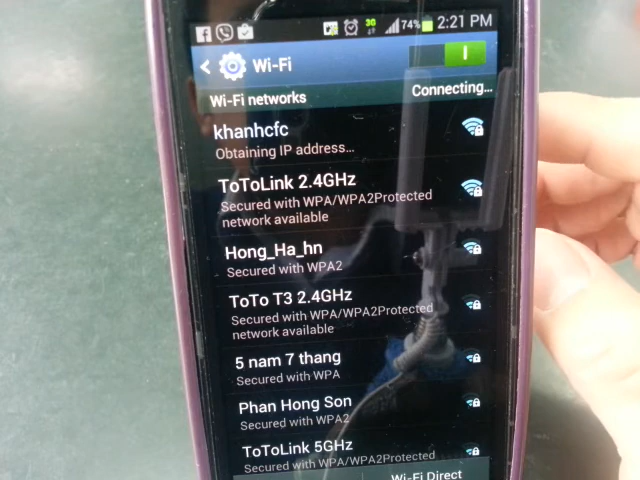 3G
74% 2:21 PM
Wi-Fi
Wi-Fi networks Connecting...
khanhcfc
Obtaining IP address...
ToToLink 2.4GHz
Secured with WPA/WPA2Protected
network available
Hong_Ha_hn
Secured with WPA2
ToTo T3 2.4GHz
Secured with WPA/WPA2Protected
network available
5 nam 7 thang
Secured with WPA
Phan Hong Son
Secured with WPA2
ToToLink 5GHz
Secured with WPA/WPA2Protected
Wi-Fi Direct